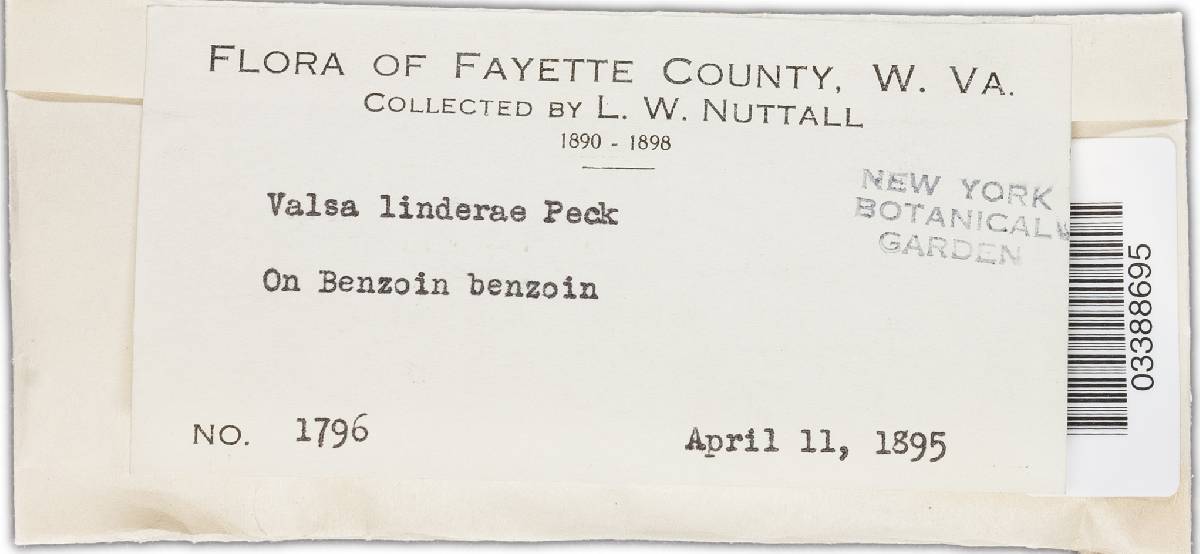 FLORA OF FAYETTE COUNTY, W. VA.
COLLECTED BY L. W. NUTTALL
1890 - 1898
Valsa linderae Peck
NEW YORK
BOTANICAL
GARDEN
On Benzoin benzoin
03388695
NO. 1796
April 11, 1895